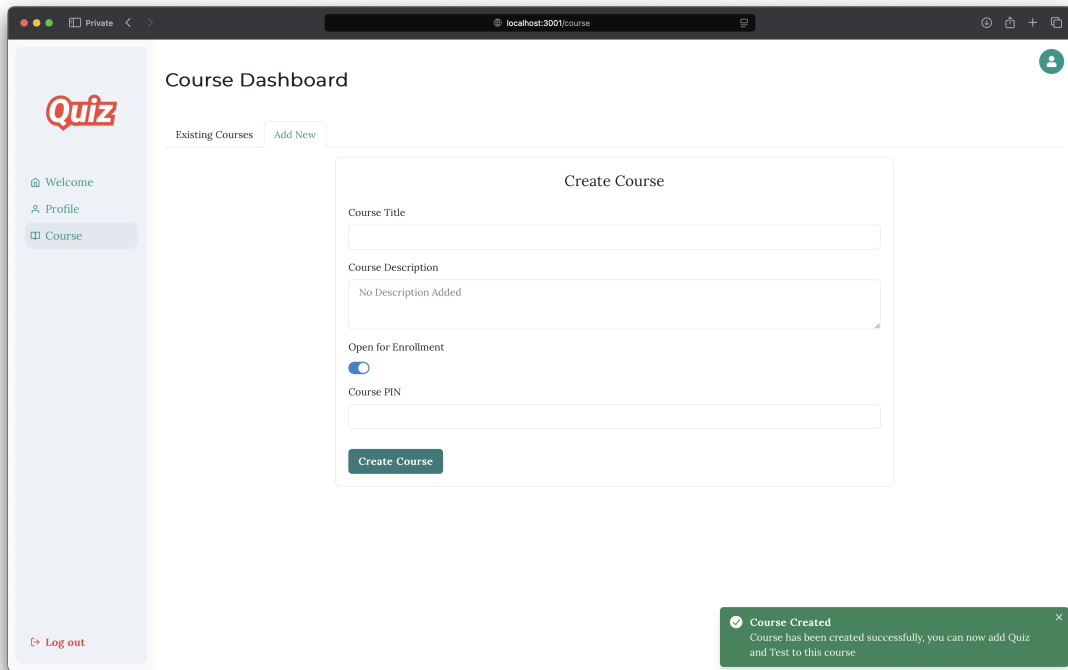 Private
localhost:3001/course
Quiz
Welcome
Profile
Course
Log out
Course Dashboard
Existing Courses
Add New
Create Course
Course Title
Course Description
No Description Added
Open for Enrollment
Course PIN
Create Course
Course Created
Course has been created successfully, you can now add Quiz
and Test to this course